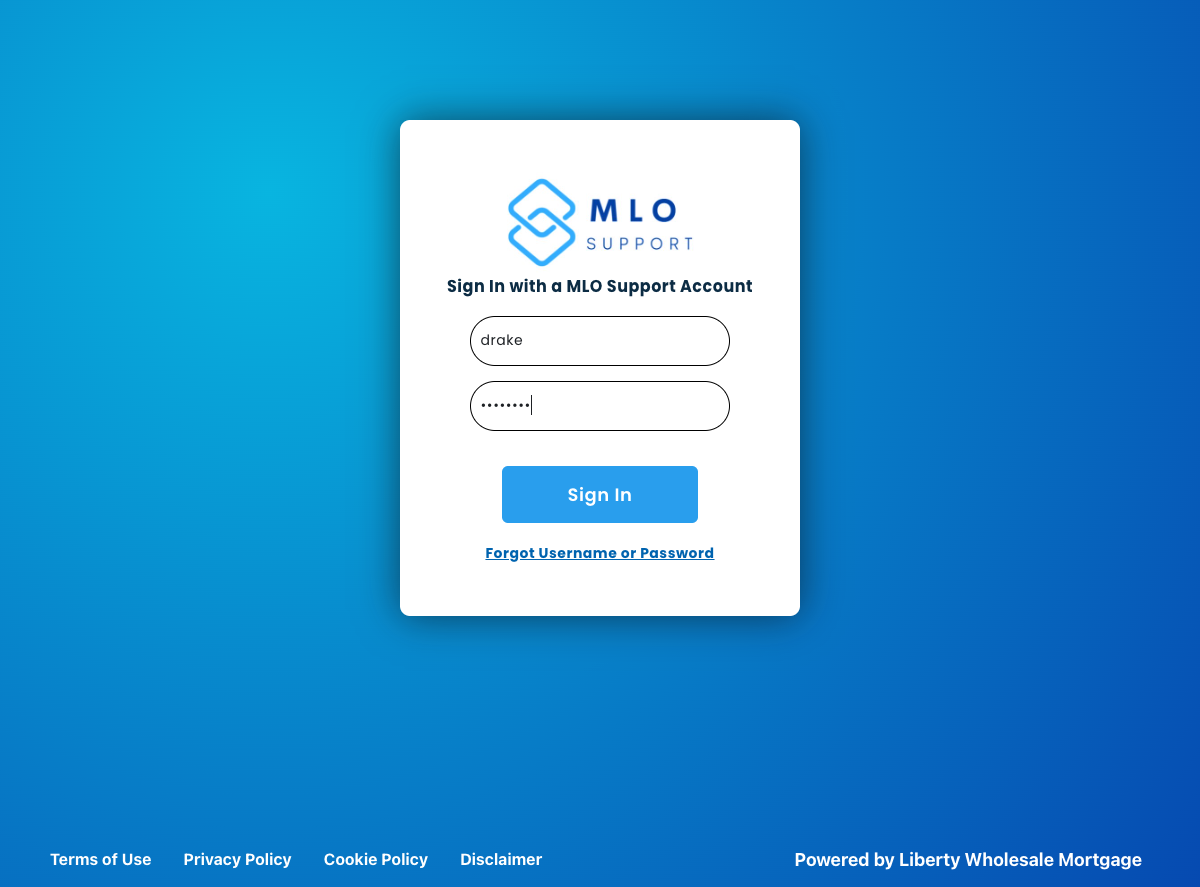 MLO
SUPPORT
Sign In with a MLO Support Account
drake
••••••••
Sign In
Forgot Username or Password
Terms of Use Privacy Policy Cookie Policy Disclaimer Powered by Liberty Wholesale Mortgage